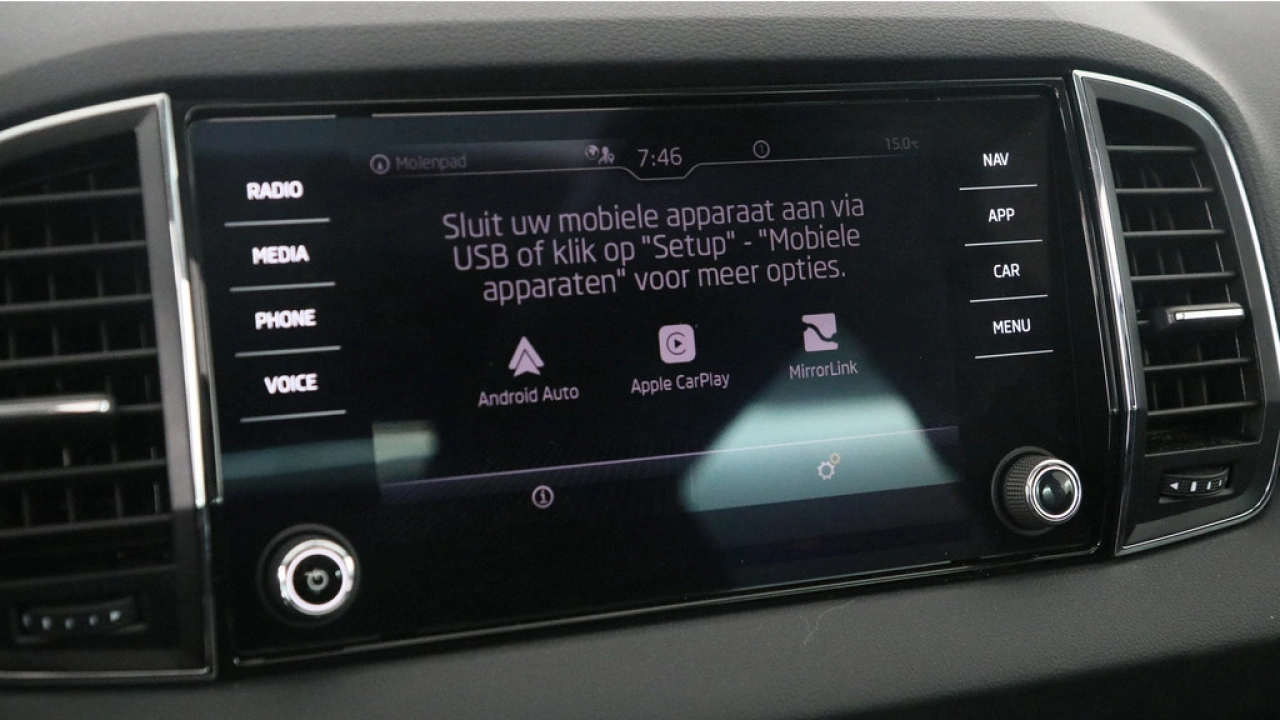 Molenpad
7:46
15.0°C
RADIO
MEDIA
PHONE
VOICE
Sluit uw mobiele apparaat aan via
USB of klik op "Setup" - "Mobiele
apparaten" voor meer opties.
Android Auto
Apple CarPlay
MirrorLink
NAV
APP
CAR
MENU